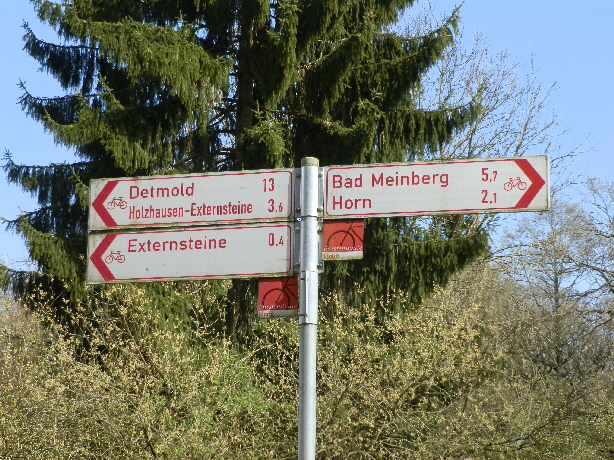 Detmold 13
Holzhausen-Externsteine 3.6
Externsteine 0.4
Bad Meinberg 5.7
Horn 2.1